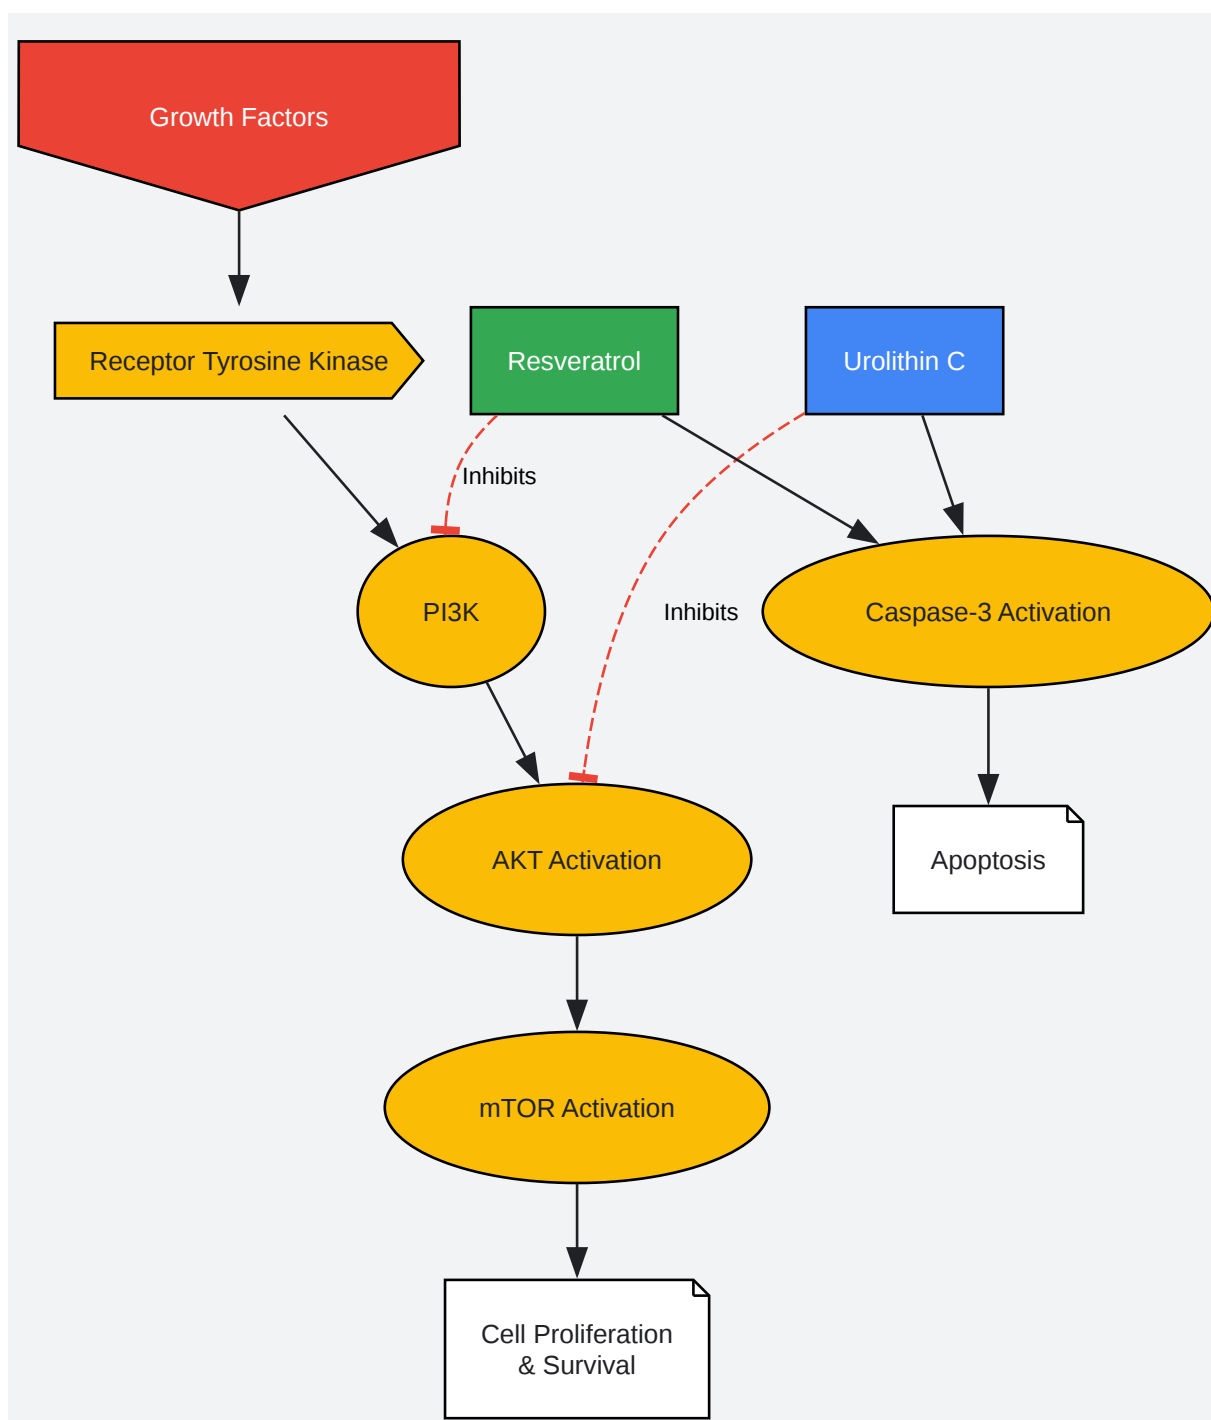 Growth Factors
Receptor Tyrosine Kinase
Resveratrol
Urolithin C
Inhibits
PI3K
Inhibits
Caspase-3 Activation
AKT Activation
Apoptosis
mTOR Activation
Cell Proliferation
& Survival